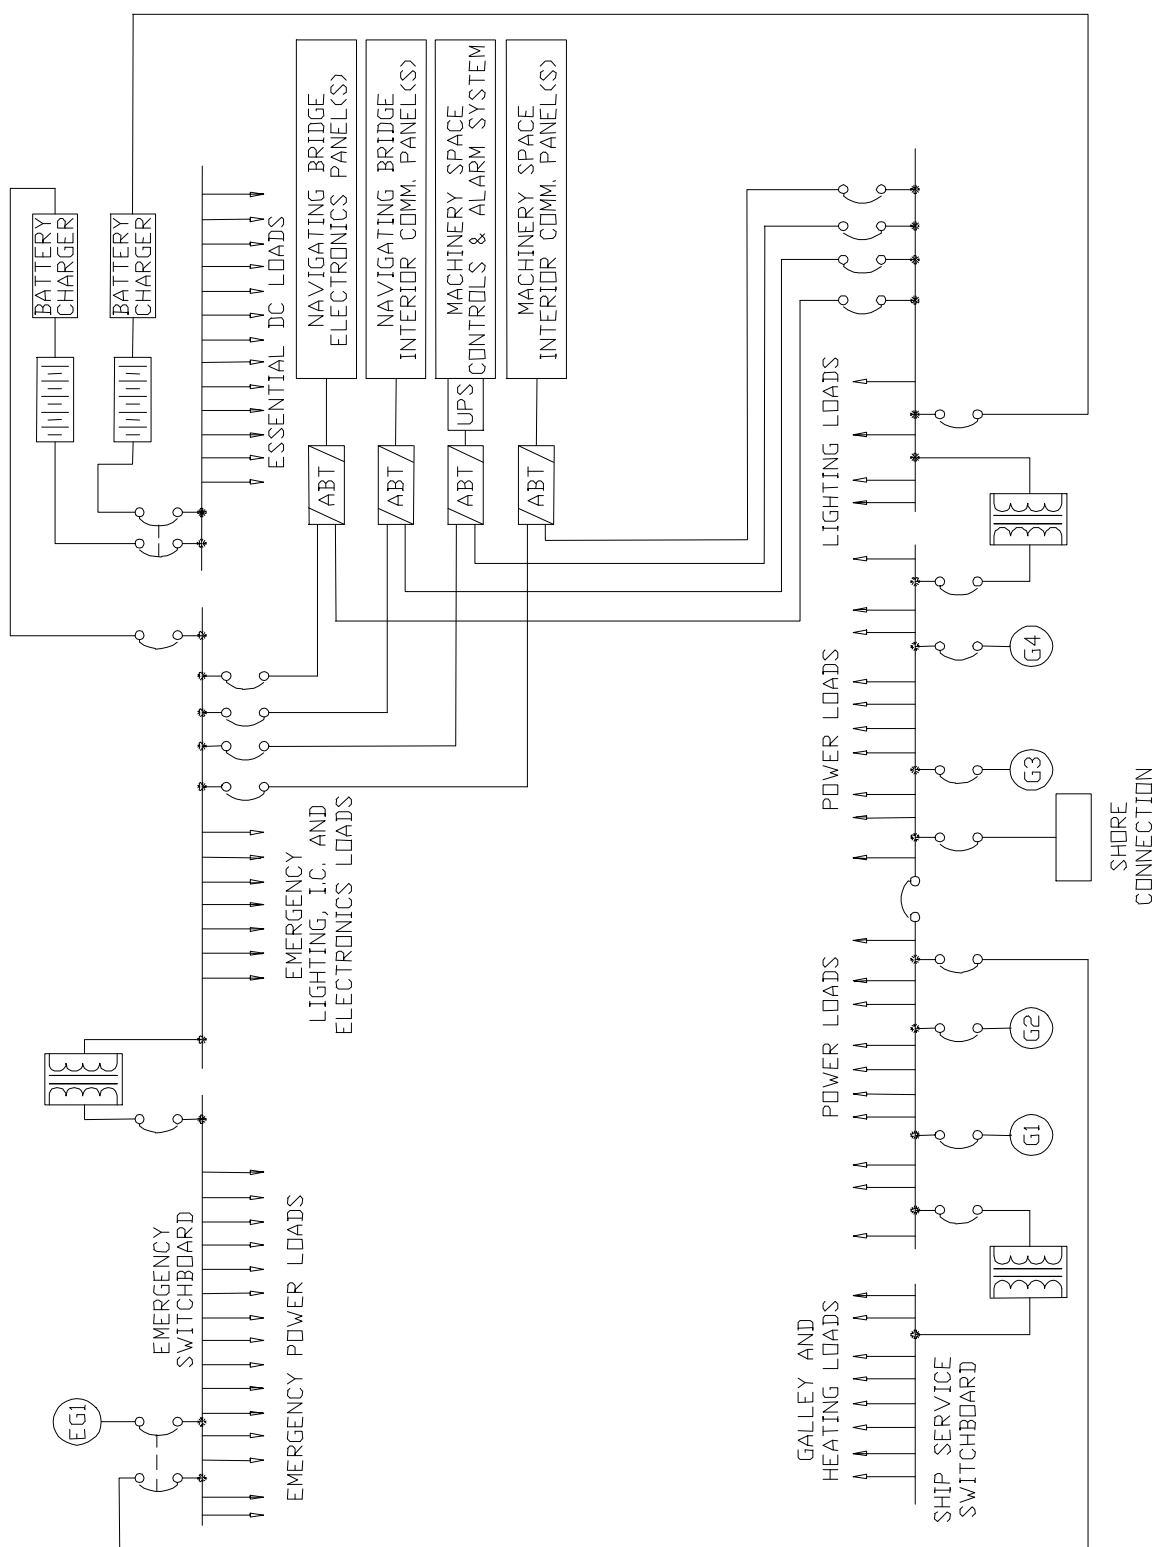 BATTERY
CHARGER
BATTERY
CHARGER
ESSENTIAL DC LOADS
NAVIGATING BRIDGE
ELECTRONICS PANEL(S)
NAVIGATING BRIDGE
INTERIOR COMM. PANEL(S)
MACHINERY SPACE
CONTROLS & ALARM SYSTEM
MACHINERY SPACE
INTERIOR COMM. PANEL(S)
UPS
ABT
ABT
ABT
ABT
EMERGENCY
LIGHTING, I.C. AND
ELECTRONICS LOADS
EMERGENCY
SWITCHBOARD
EMERGENCY POWER LOADS
EG1
LIGHTING LOADS
POWER LOADS
G4
G3
SHORE
CONNECTION
POWER LOADS
G2
G1
GALLEY AND
HEATING LOADS
SHIP SERVICE
SWITCHBOARD